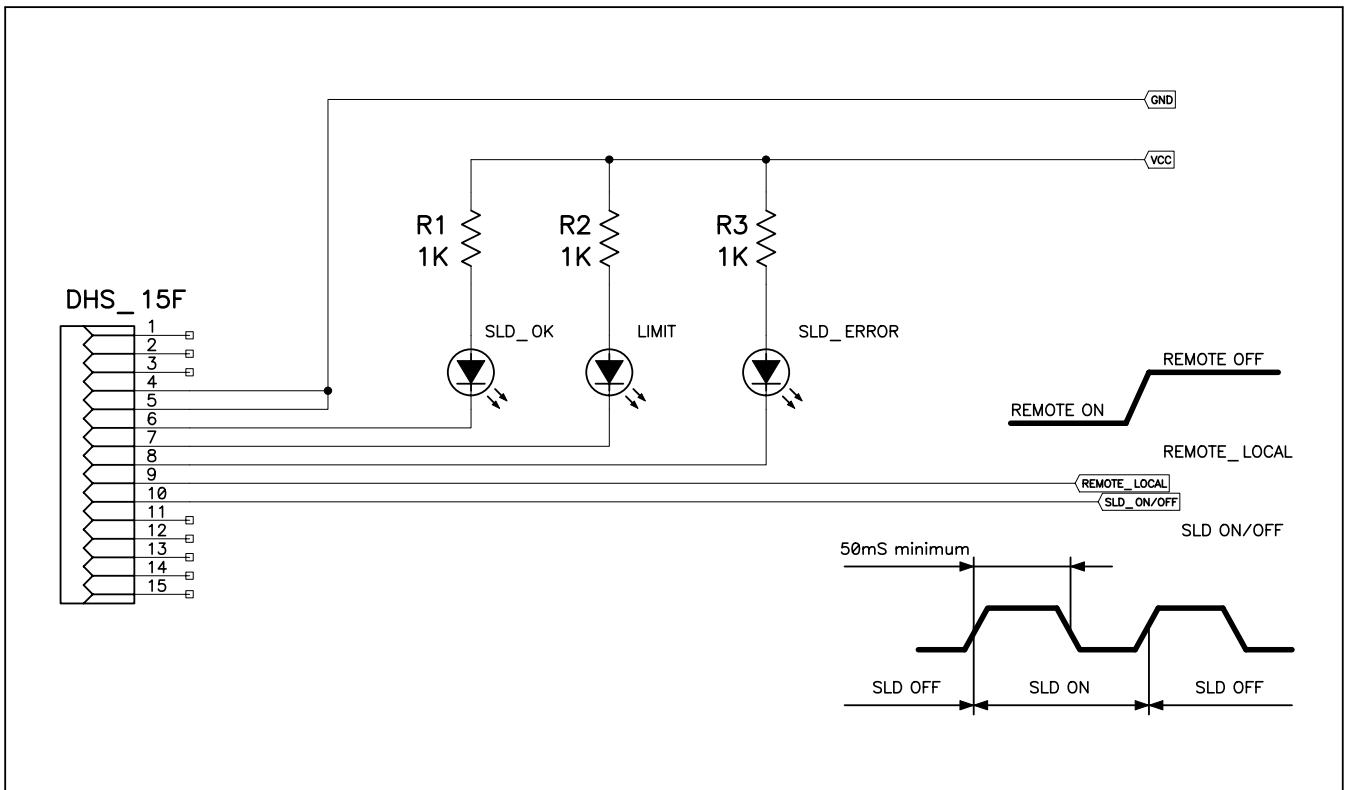 GND
VCC
R1
1K
R2
1K
R3
1K
DHS_15F
1
2
3
4
5
6
7
8
9
10
11
12
13
14
15
SLD_OK
LIMIT
SLD_ERROR
REMOTE OFF
REMOTE ON
REMOTE_LOCAL
REMOTE_LOCAL
SLD_ON/OFF
SLD ON/OFF
50mS minimum
SLD OFF
SLD ON
SLD OFF